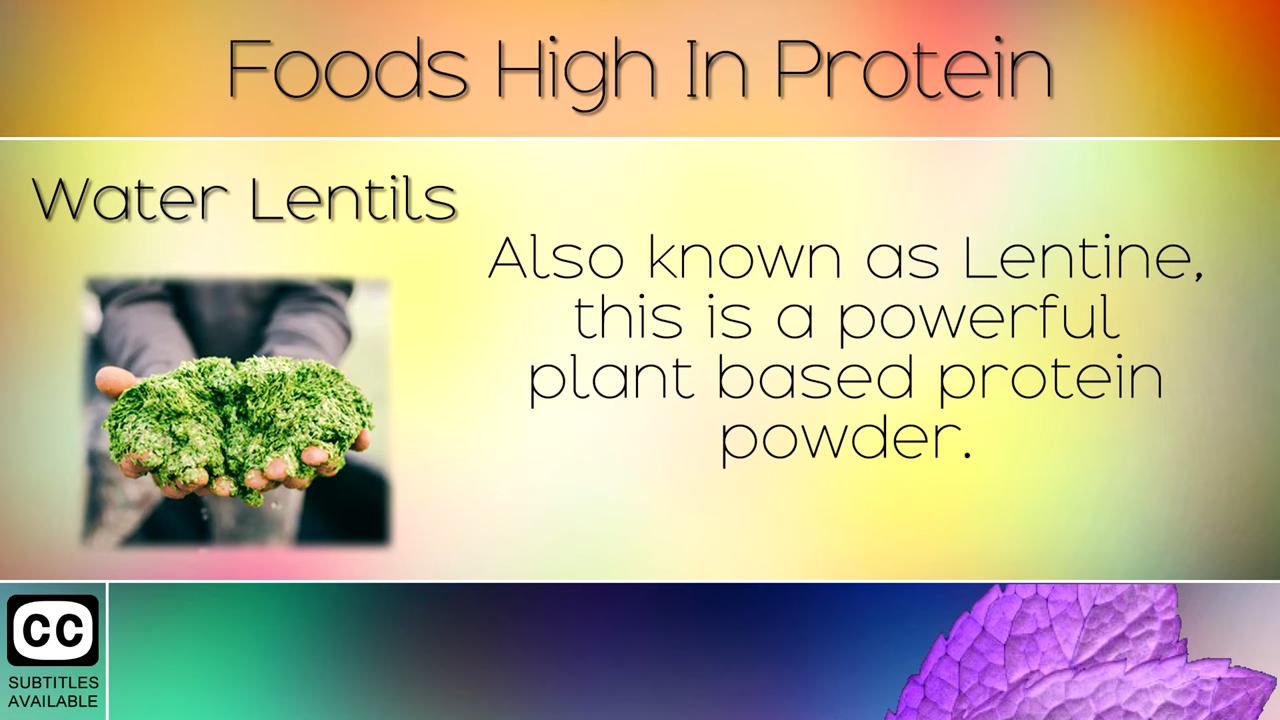 Foods High In Protein
Water Lentils
Also known as Lentine,
this is a powerful
plant based protein
powder.
CC
SUBTITLES
AVAILABLE